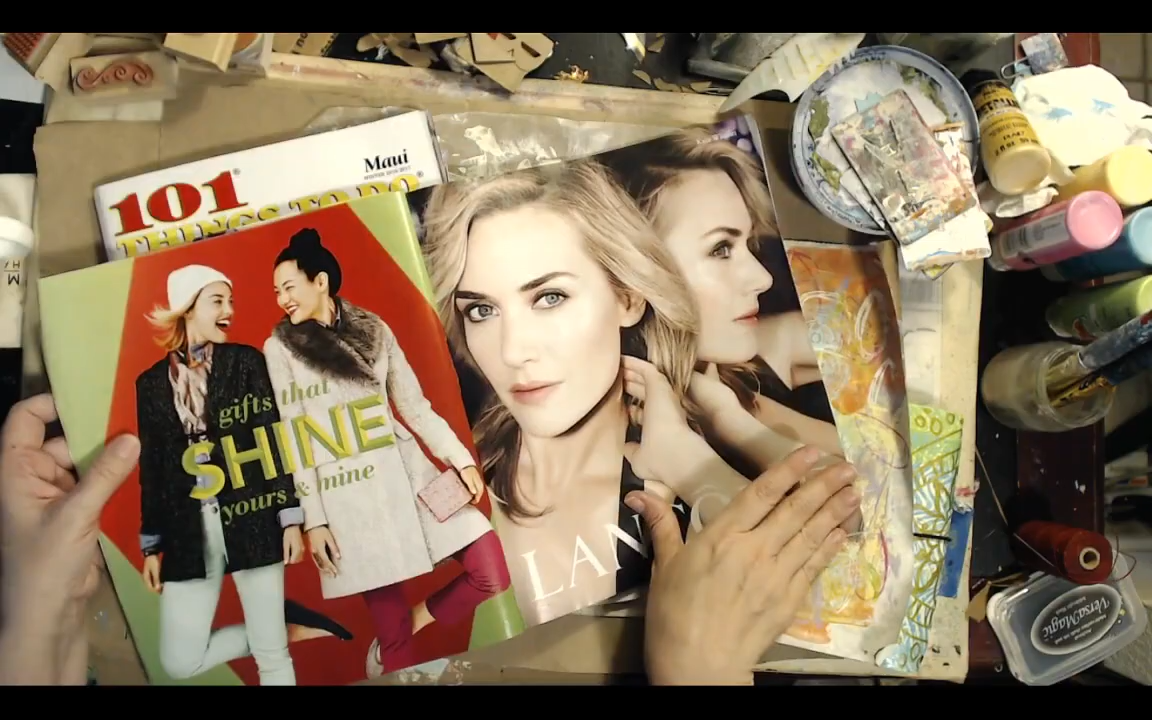 101®
Maui
THINGS TO DO®
gifts that
SHINE
yours & mine
LANC
VersaMagic